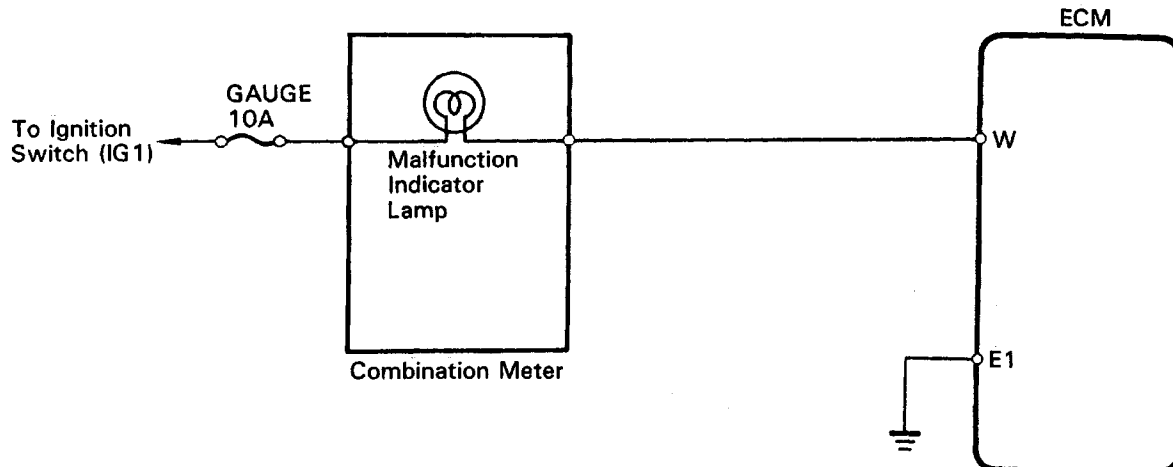 ECM
GAUGE
10A
To Ignition
Switch (IG1)
W
Malfunction
Indicator
Lamp
E1
Combination Meter